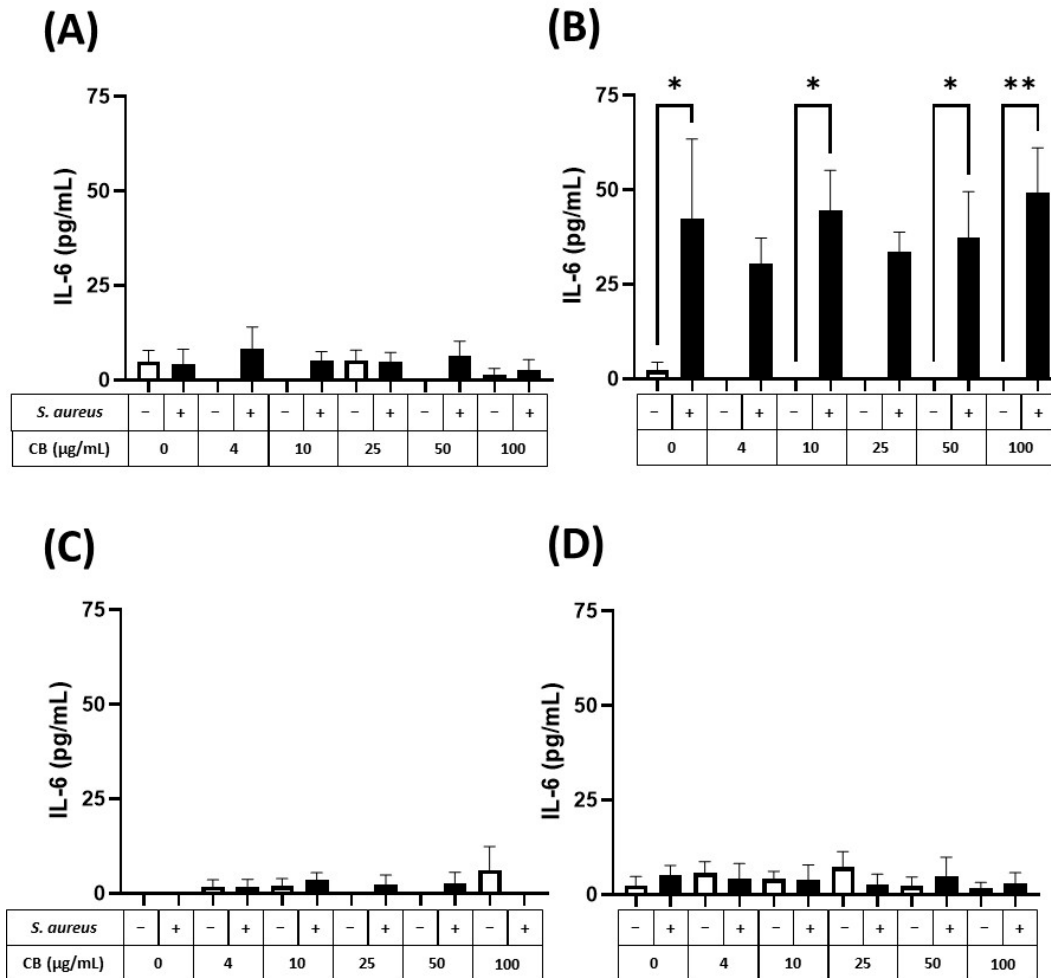 (A)
75
50
25
0
IL-6 (pg/mL)
S. aureus − + − + − + − + − + − +
CB (µg/mL) 0 4 10 25 50 100
(B)
* * * **
75
50
25
0
IL-6 (pg/mL)
− + − + − + − + − + − +
0 4 10 25 50 100
(C)
75
50
25
0
IL-6 (pg/mL)
S. aureus − + − + − + − + − + − +
CB (µg/mL) 0 4 10 25 50 100
(D)
75
50
25
0
IL-6 (pg/mL)
− + − + − + − + − + − +
0 4 10 25 50 100